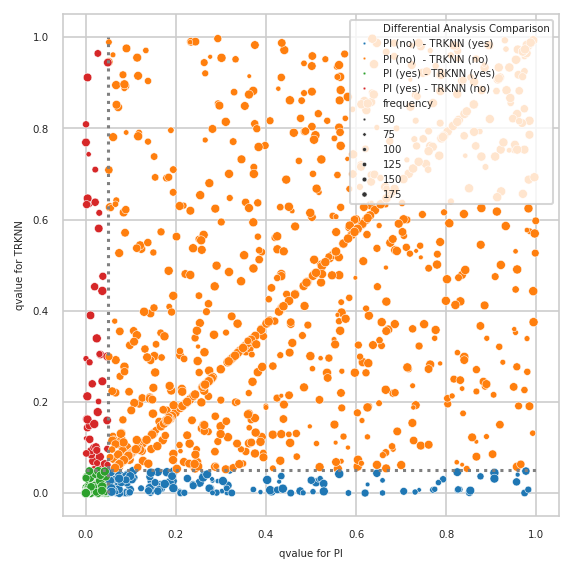 Differential Analysis Comparison
PI (no) - TRKNN (yes)
PI (no) - TRKNN (no)
PI (yes) - TRKNN (yes)
PI (yes) - TRKNN (no)
frequency
50
75
100
125
150
175
1.0
0.8
0.6
0.4
0.2
0.0
qvalue for TRKNN
0.0 0.2 0.4 0.6 0.8 1.0
qvalue for PI